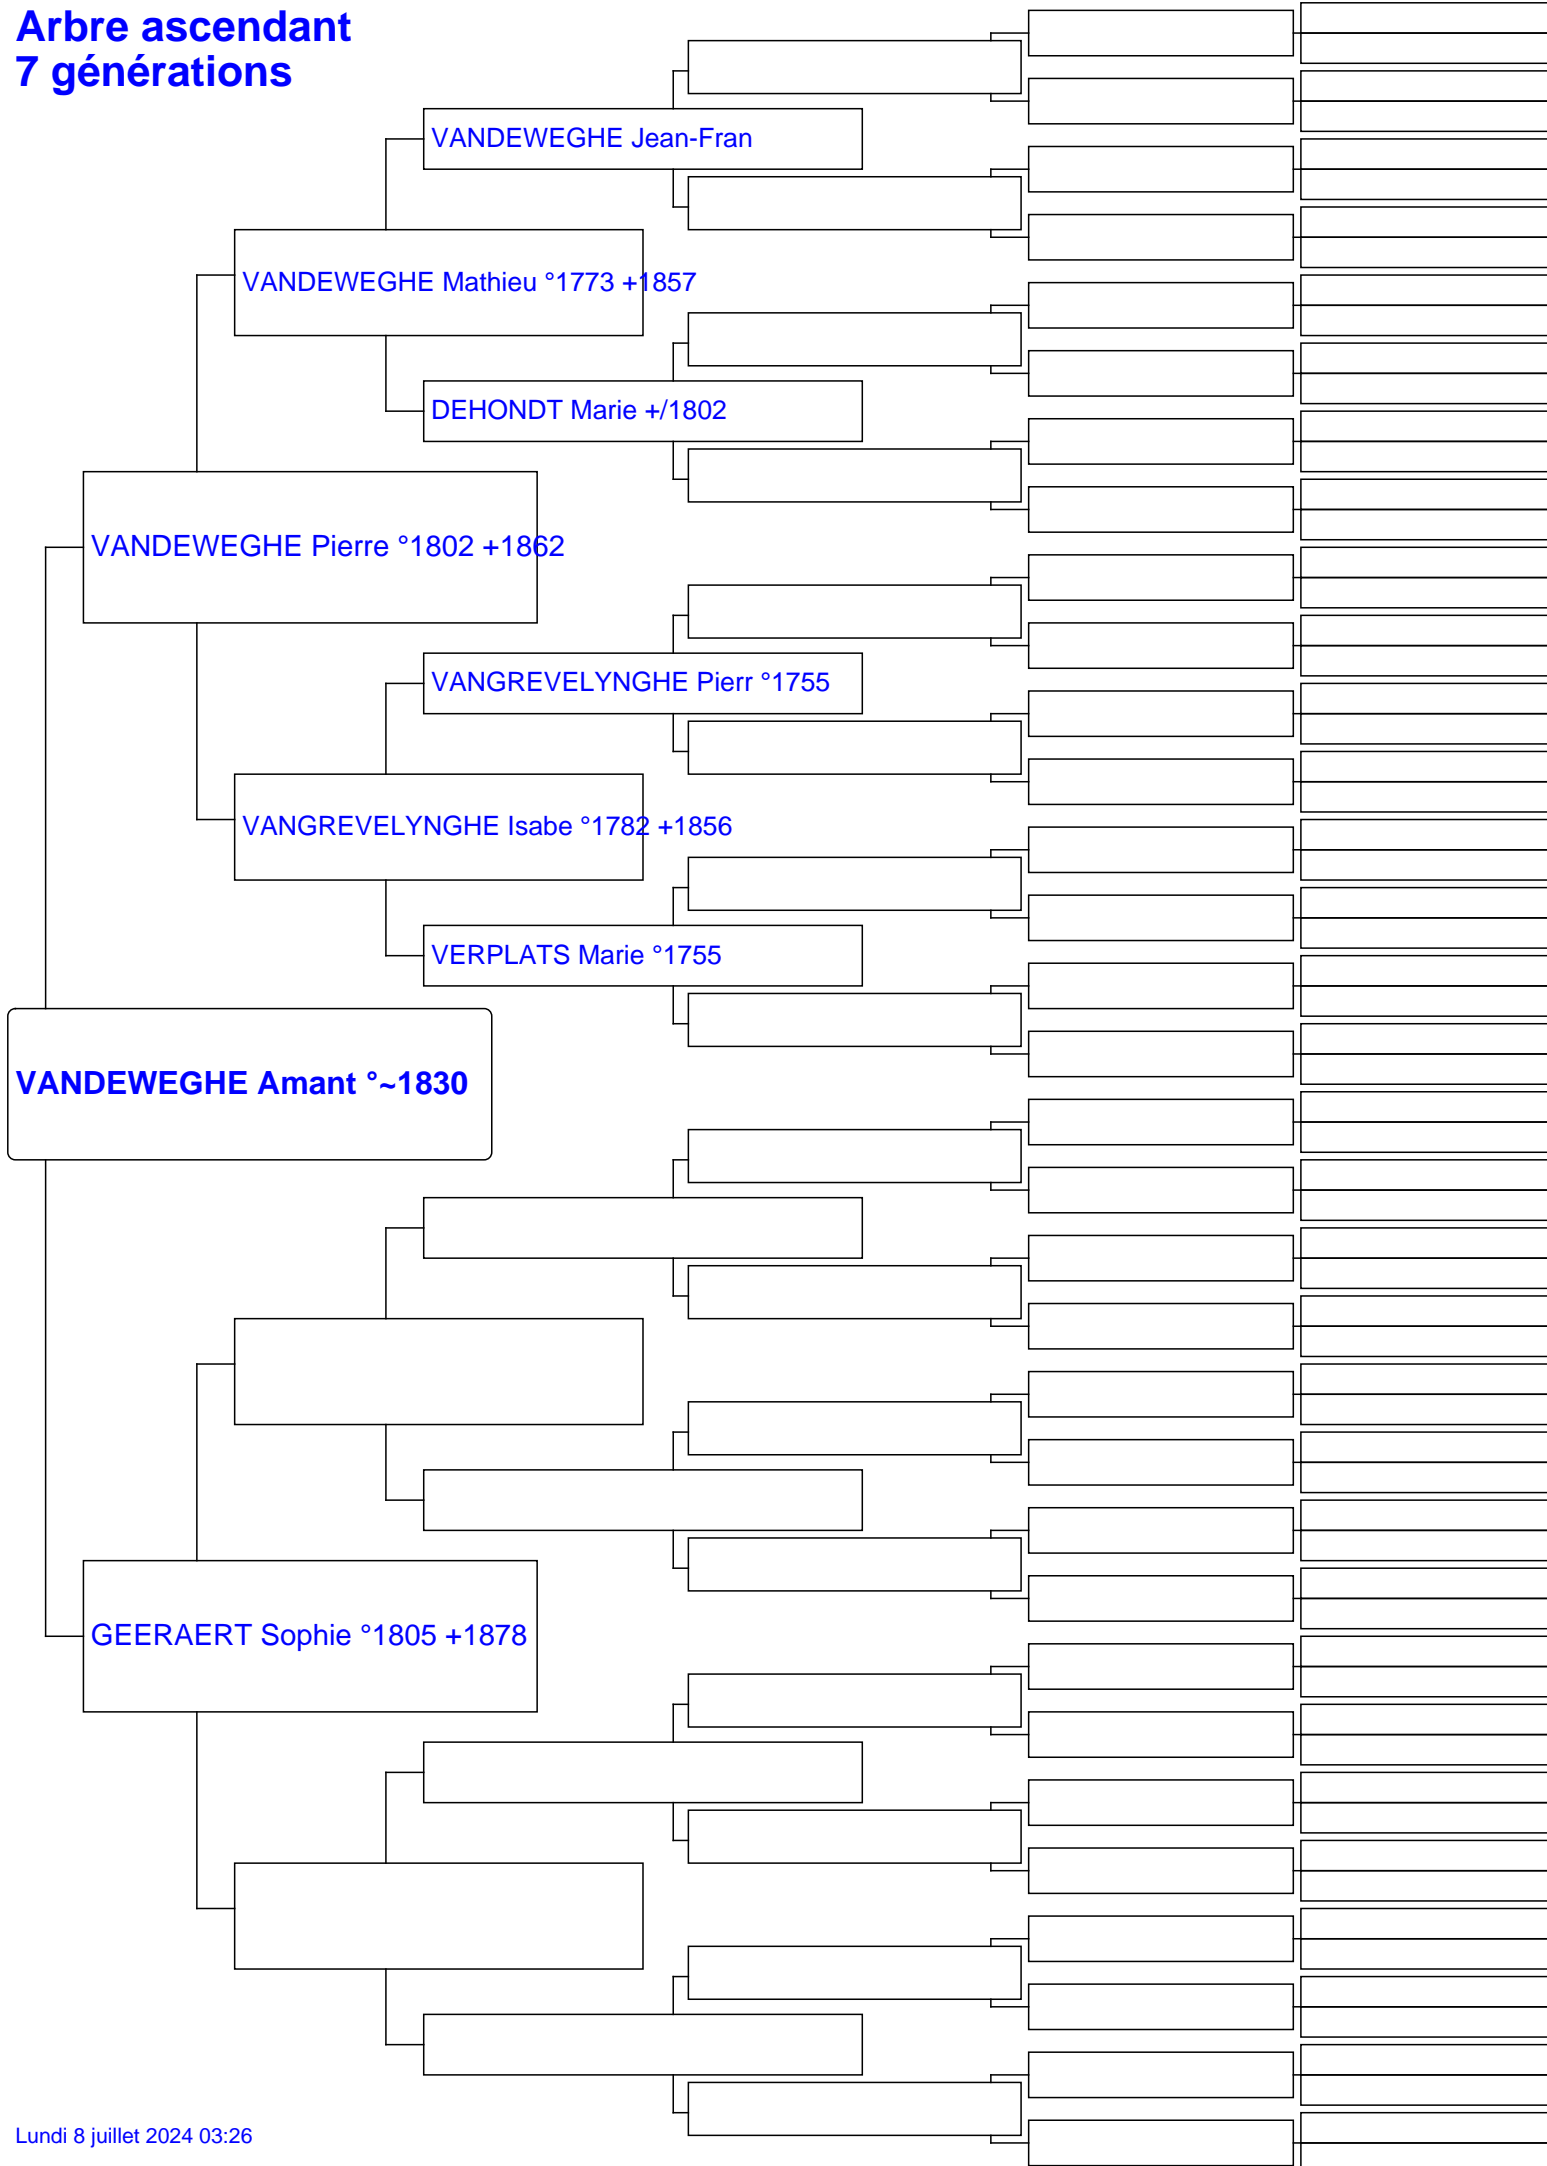 Arbre ascendant
7 générations
VANDEWEGHE Jean-Fran
VANDEWEGHE Mathieu °1773 +1857
DEHONDT Marie +/1802
VANDEWEGHE Pierre °1802 +1862
VANGREVELYNGHE Pierr °1755
VANGREVELYNGHE Isabe °1782 +1856
VERPLATS Marie °1755
VANDEWEGHE Amant °~1830
GEERAERT Sophie °1805 +1878
Lundi 8 juillet 2024 03:26